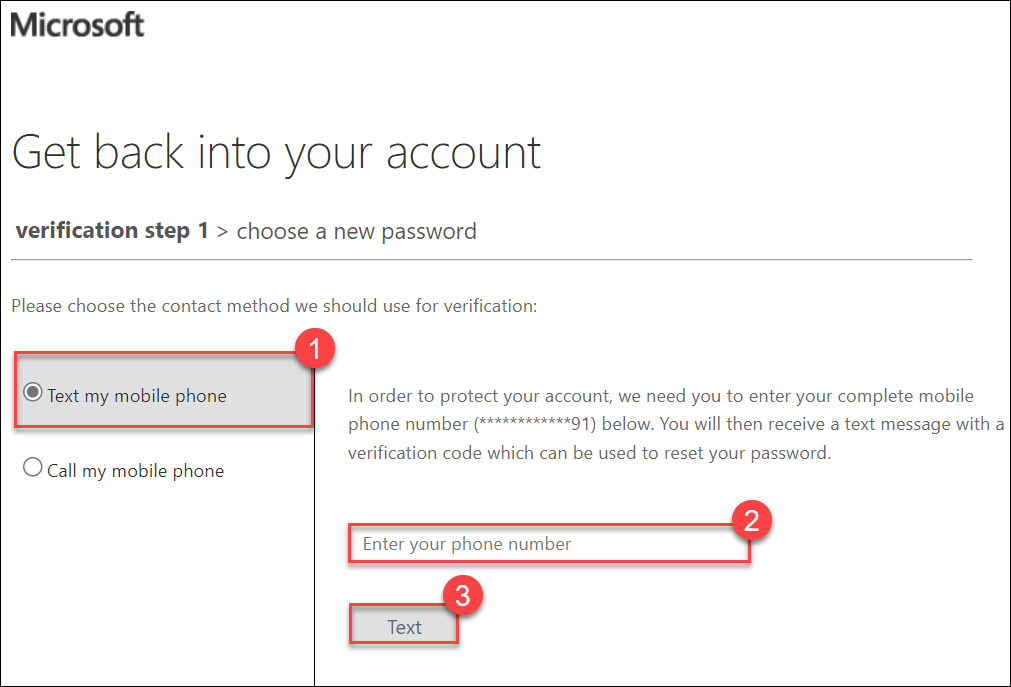 Microsoft
Get back into your account
verification step 1 > choose a new password
Please choose the contact method we should use for verification:
1
Text my mobile phone
In order to protect your account, we need you to enter your complete mobile
phone number (************91) below. You will then receive a text message with a
verification code which can be used to reset your password.
Call my mobile phone
2
Enter your phone number
3
Text